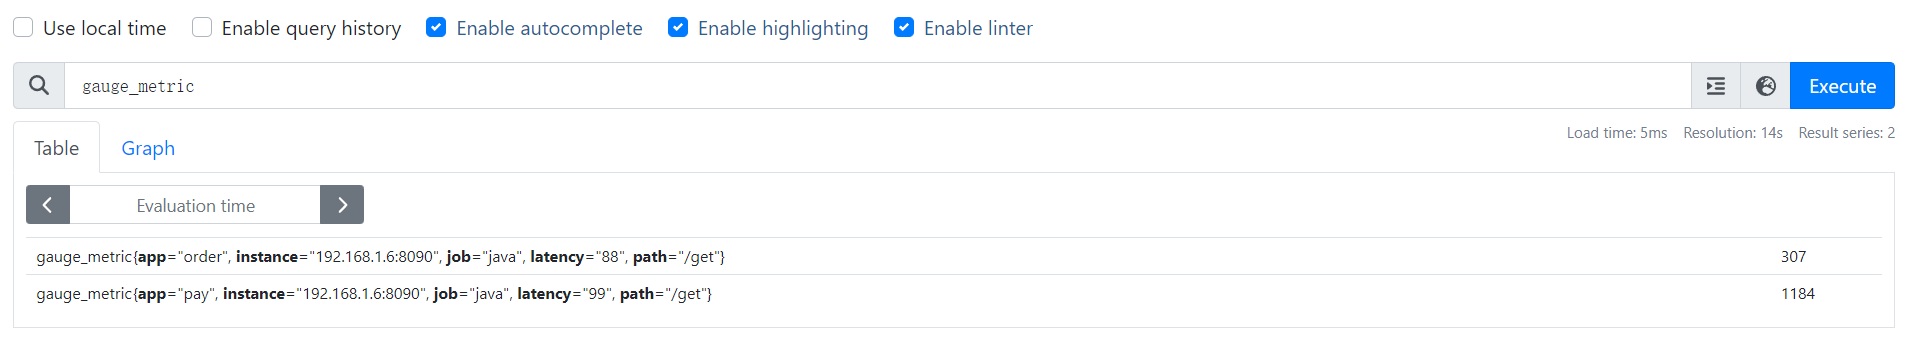 Use local time Enable query history Enable autocomplete Enable highlighting Enable linter
gauge_metric Execute
Table Graph Load time: 5ms Resolution: 14s Result series: 2
Evaluation time
gauge_metric{app="order", instance="192.168.1.6:8090", job="java", latency="88", path="/get"} 307
gauge_metric{app="pay", instance="192.168.1.6:8090", job="java", latency="99", path="/get"} 1184